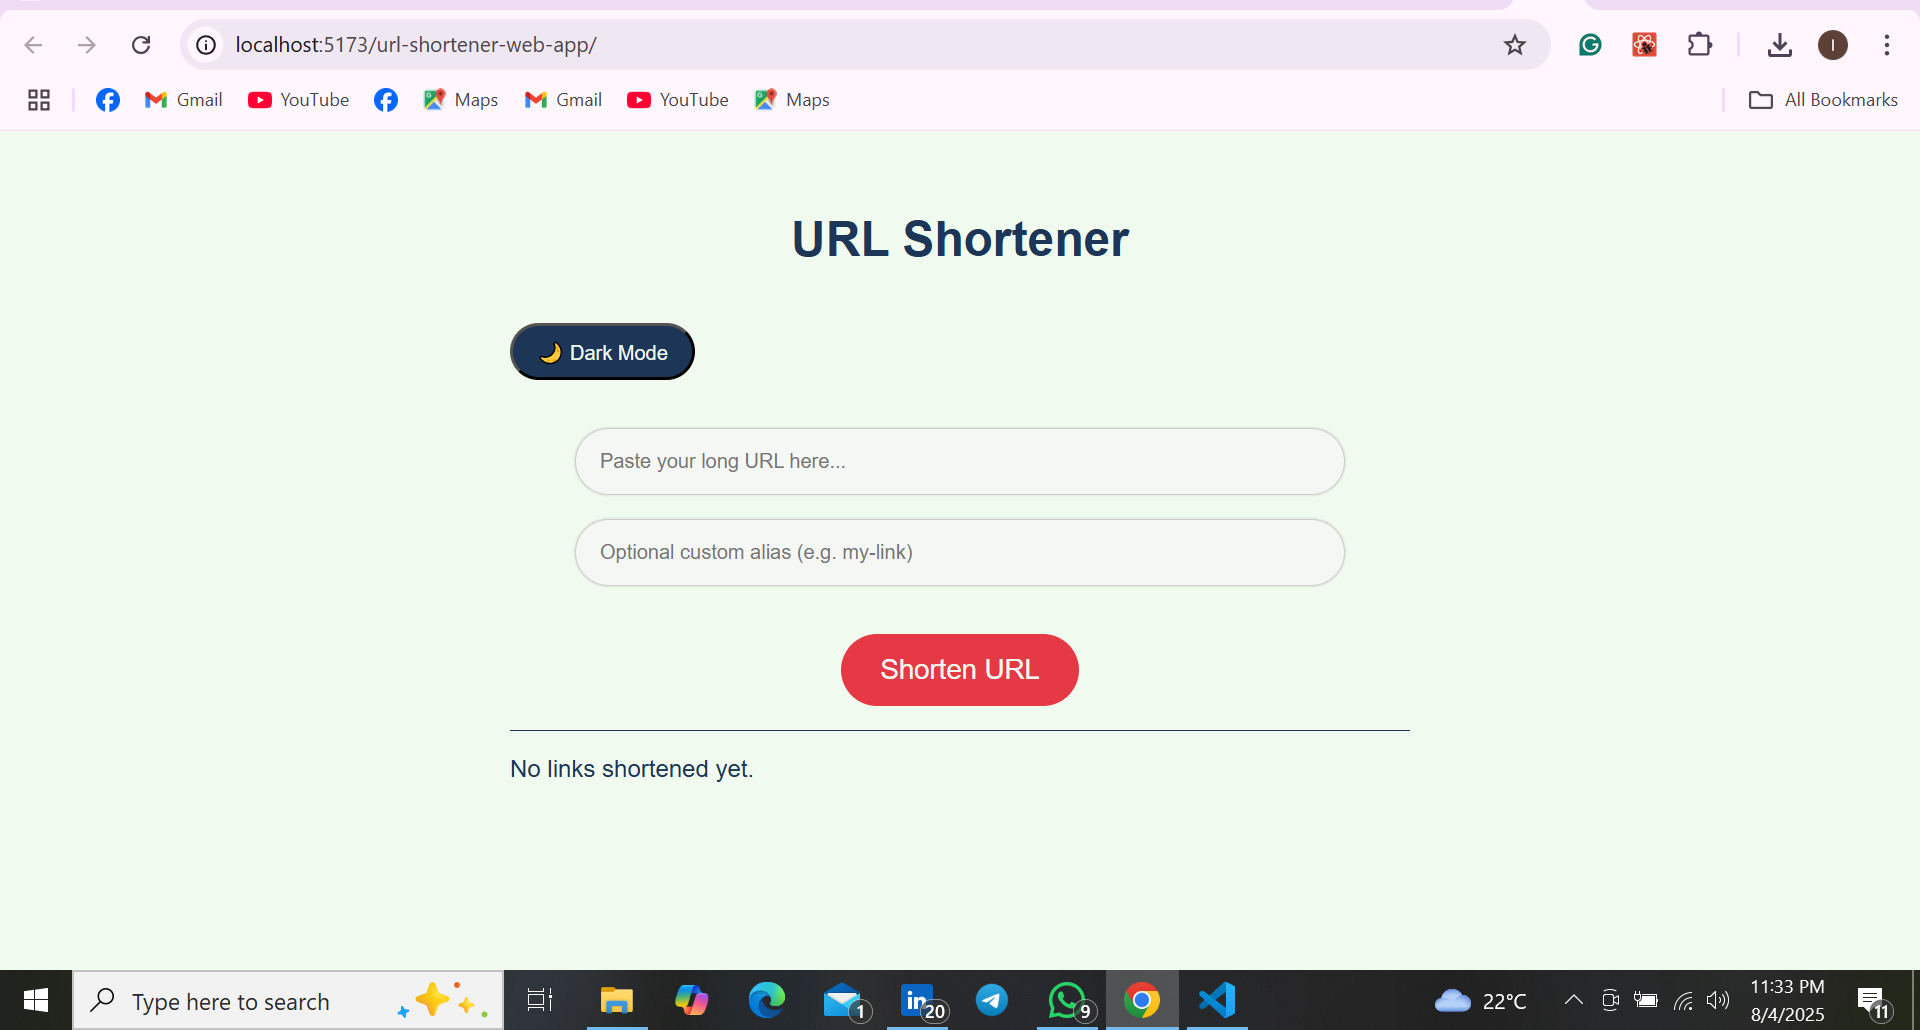 localhost:5173/url-shortener-web-app/
I
Gmail YouTube Maps Gmail YouTube Maps All Bookmarks
URL Shortener
🌙 Dark Mode
Paste your long URL here...
Optional custom alias (e.g. my-link)
Shorten URL
No links shortened yet.
Type here to search 1 in 20 9 22°C 11:33 PM
8/4/2025 11